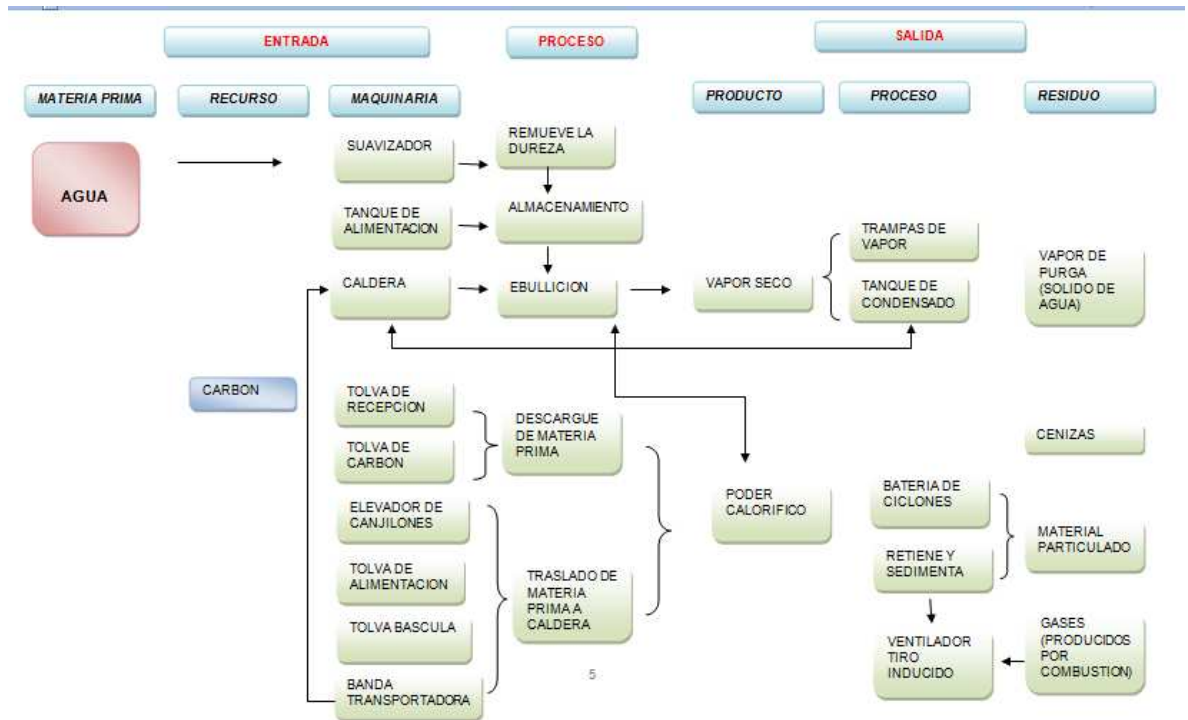 ENTRADA
PROCESO
SALIDA
MATERIA PRIMA
RECURSO
MAQUINARIA
PRODUCTO
PROCESO
RESIDUO
AGUA
SUAVIZADOR
REMUEVE LA
DUREZA
TANQUE DE
ALIMENTACION
ALMACENAMIENTO
CALDERA
EBULLICION
VAPOR SECO
TRAMPAS DE
VAPOR
TANQUE DE
CONDENSADO
VAPOR DE
PURGA
(SOLIDO DE
AGUA)
CARBON
TOLVA DE
RECEPCION
TOLVA DE
CARBON
DESCARGUE
DE MATERIA
PRIMA
ELEVADOR DE
CANJILONES
TOLVA DE
ALIMENTACION
TOLVA BASCULA
BANDA
TRANSPORTADORA
TRASLADO DE
MATERIA
PRIMA A
CALDERA
PODER
CALORIFICO
CENIZAS
BATERIA DE
CICLONES
RETIENE Y
SEDIMENTA
MATERIAL
PARTICULADO
VENTILADOR
TIRO
INDUCIDO
GASES
(PRODUCIDOS
POR
COMBUSTION)
5